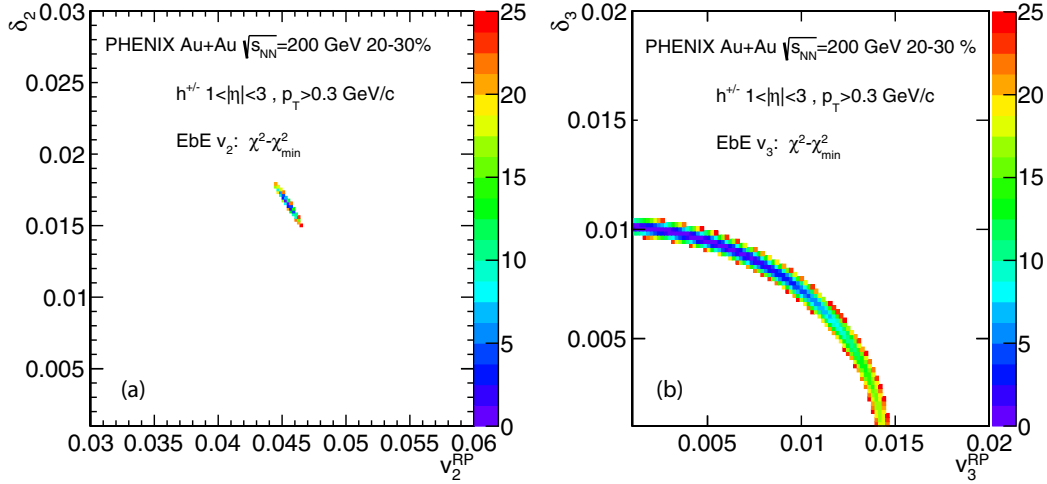 δ2
0.03
0.025
0.02
0.015
0.01
0.005
PHENIX Au+Au √sNN=200 GeV 20-30%
h+/- 1<|η|<3 , pT>0.3 GeV/c
EbE v2: χ²-χ²min
(a)
0.03 0.035 0.04 0.045 0.05 0.055 0.06
v2RP
25
20
15
10
5
0
δ3
0.02
0.015
0.01
0.005
PHENIX Au+Au √sNN=200 GeV 20-30 %
h+/- 1<|η|<3 , pT>0.3 GeV/c
EbE v3: χ²-χ²min
(b)
0.005 0.01 0.015 0.02
v3RP
25
20
15
10
5
0